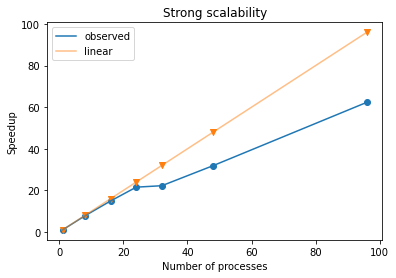 Strong scalability
observed
linear
Speedup
100
80
60
40
20
0
0 20 40 60 80 100
Number of processes